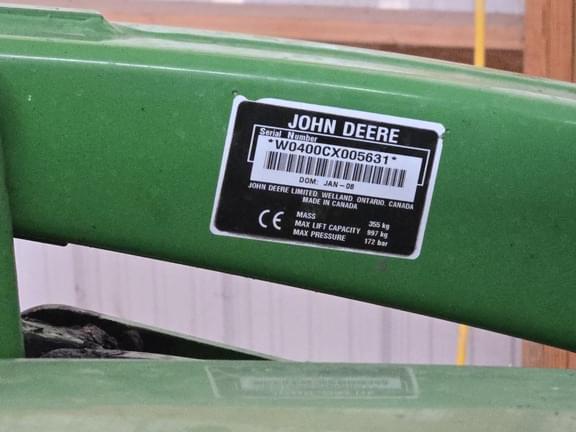 JOHN DEERE
Serial Number
*W0400CX005631*
DOM: JAN-08
JOHN DEERE LIMITED, WELLAND, ONTARIO, CANADA
MADE IN CANADA
CE
MASS 355 kg
MAX LIFT CAPACITY 997 kg
MAX PRESSURE 172 bar